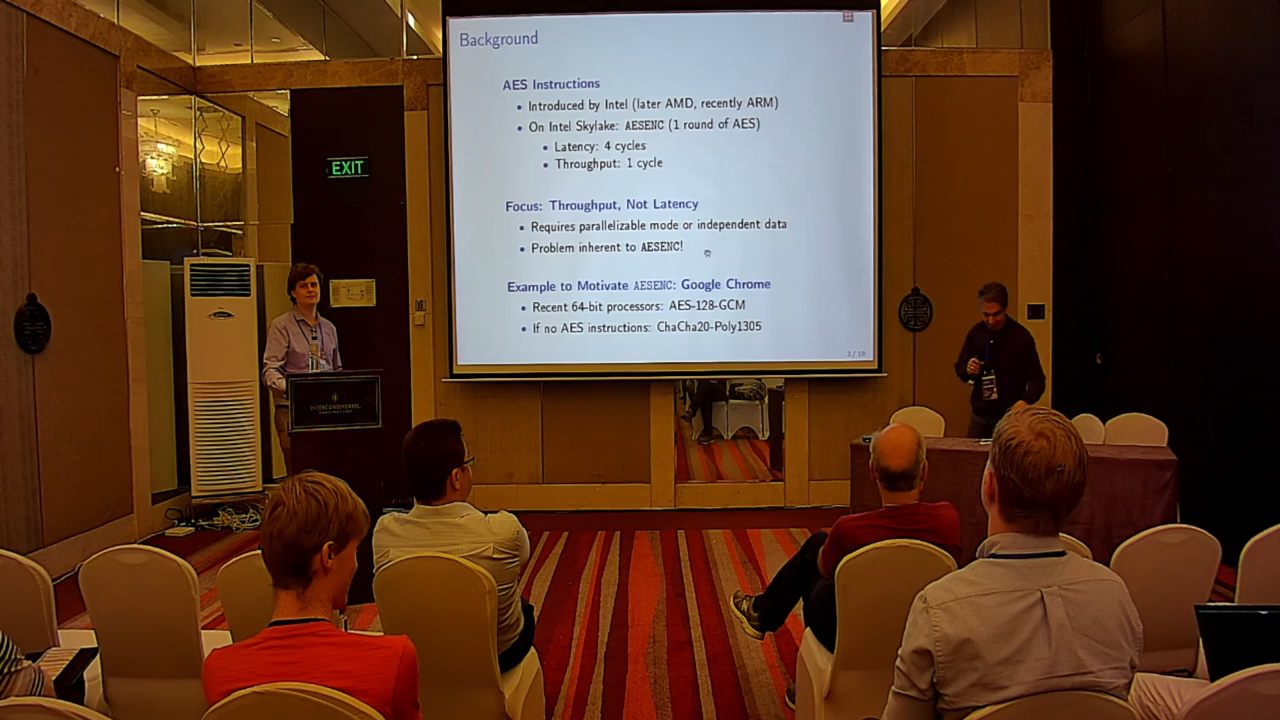 Background
AES Instructions
• Introduced by Intel (later AMD, recently ARM)
• On Intel Skylake: AESENC (1 round of AES)
• Latency: 4 cycles
• Throughput: 1 cycle
Focus: Throughput, Not Latency
• Requires parallelizable mode or independent data
• Problem inherent to AESENC!
Example to Motivate AESENC: Google Chrome
• Recent 64-bit processors: AES-128-GCM
• If no AES instructions: ChaCha20-Poly1305
3 / 19
EXIT
INTERCONTINENTAL